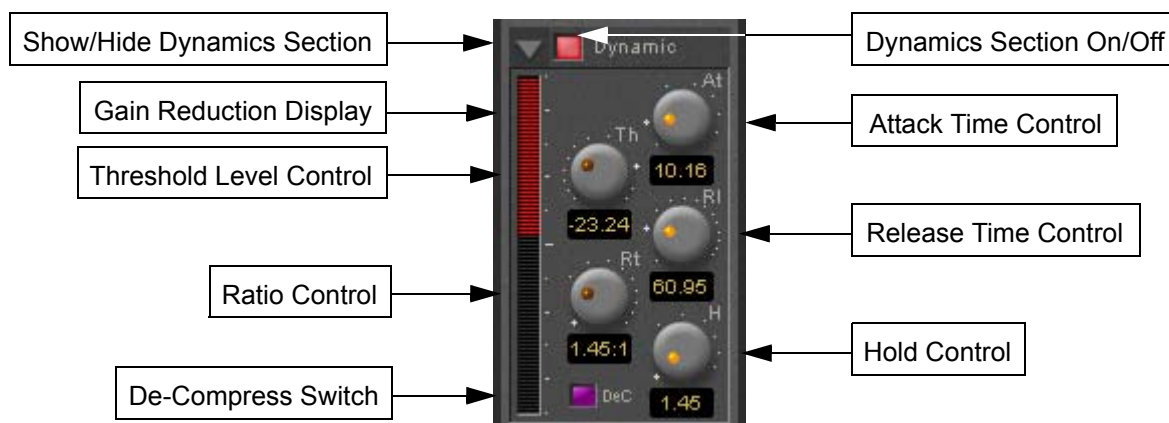 Show/Hide Dynamics Section
Dynamic
Dynamics Section On/Off
Gain Reduction Display
At
Attack Time Control
10.16
Th
Threshold Level Control
-23.24
Rl
Release Time Control
60.95
Rt
Ratio Control
1.45:1
H
Hold Control
De-Compress Switch
DeC
1.45